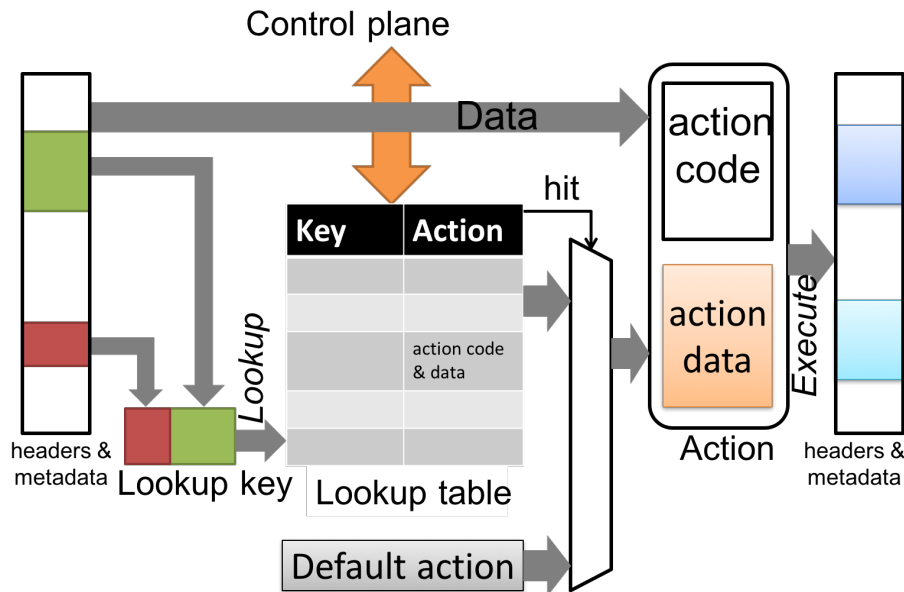 Control plane
Data
action
code
hit
Key Action
Lookup
action code
& data
action
data
Execute
headers &
metadata
Lookup key
Lookup table
Action
headers &
metadata
Default action